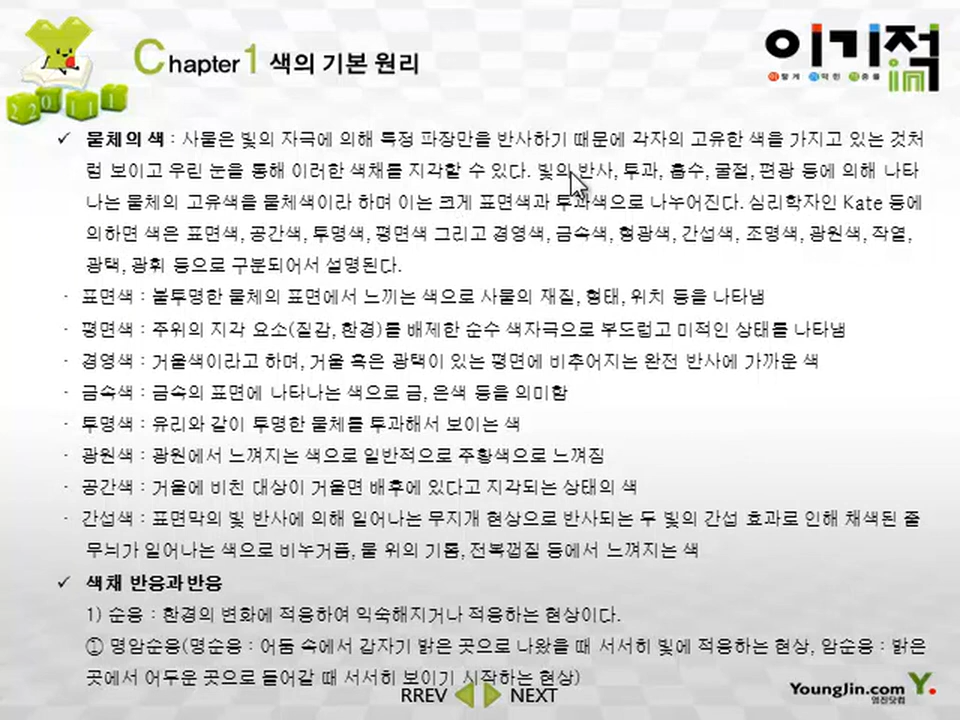 Chapter1 색의 기본 원리
이기적in
이렇게 기막힌 적중률
2011
✓ 물체의 색 : 사물은 빛의 자극에 의해 특정 파장만을 반사하기 때문에 각자의 고유한 색을 가지고 있는 것처
럼 보이고 우린 눈을 통해 이러한 색채를 지각할 수 있다. 빛의 반사, 투과, 흡수, 굴절, 편광 등에 의해 나타
나는 물체의 고유색을 물체색이라 하며 이는 크게 표면색과 투과색으로 나누어진다. 심리학자인 Kate 등에
의하면 색은 표면색, 공간색, 투명색, 평면색 그리고 경영색, 금속색, 형광색, 간섭색, 조명색, 광원색, 작열,
광택, 광휘 등으로 구분되어서 설명된다.
· 표면색 : 불투명한 물체의 표면에서 느끼는 색으로 사물의 재질, 형태, 위치 등을 나타냄
· 평면색 : 주위의 지각 요소(질감, 환경)를 배제한 순수 색자극으로 부드럽고 미적인 상태를 나타냄
· 경영색 : 거울색이라고 하며, 거울 혹은 광택이 있는 평면에 비추어지는 완전 반사에 가까운 색
· 금속색 : 금속의 표면에 나타나는 색으로 금, 은색 등을 의미함
· 투명색 : 유리와 같이 투명한 물체를 투과해서 보이는 색
· 광원색 : 광원에서 느껴지는 색으로 일반적으로 주황색으로 느껴짐
· 공간색 : 거울에 비친 대상이 거울면 배후에 있다고 지각되는 상태의 색
· 간섭색 : 표면막의 빛 반사에 의해 일어나는 무지개 현상으로 반사되는 두 빛의 간섭 효과로 인해 채색된 줄
무늬가 일어나는 색으로 비누거품, 물 위의 기름, 전복껍질 등에서 느껴지는 색
✓ 색채 반응과 반응
1) 순응 : 환경의 변화에 적응하여 익숙해지거나 적응하는 현상이다.
① 명암순응(명순응 : 어둠 속에서 갑자기 밝은 곳으로 나왔을 때 서서히 빛에 적응하는 현상, 암순응 : 밝은
곳에서 어두운 곳으로 들어갈 때 서서히 보이기 시작하는 현상)
RREV NEXT
YoungJin.com Y.
영진닷컴